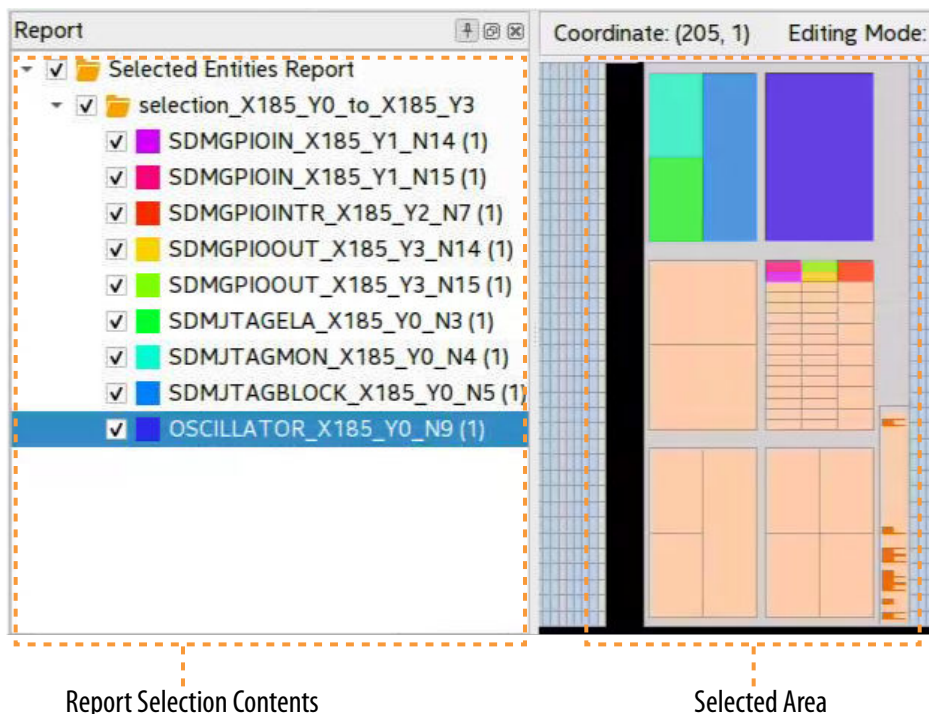 Report
Coordinate: (205, 1) Editing Mode:
Selected Entities Report
selection_X185_Y0_to_X185_Y3
SDMGPIOIN_X185_Y1_N14 (1)
SDMGPIOIN_X185_Y1_N15 (1)
SDMGPIOINTR_X185_Y2_N7 (1)
SDMGPIOOUT_X185_Y3_N14 (1)
SDMGPIOOUT_X185_Y3_N15 (1)
SDMJTAGELA_X185_Y0_N3 (1)
SDMJTAGMON_X185_Y0_N4 (1)
SDMJTAGBLOCK_X185_Y0_N5 (1)
OSCILLATOR_X185_Y0_N9 (1)
Report Selection Contents
Selected Area